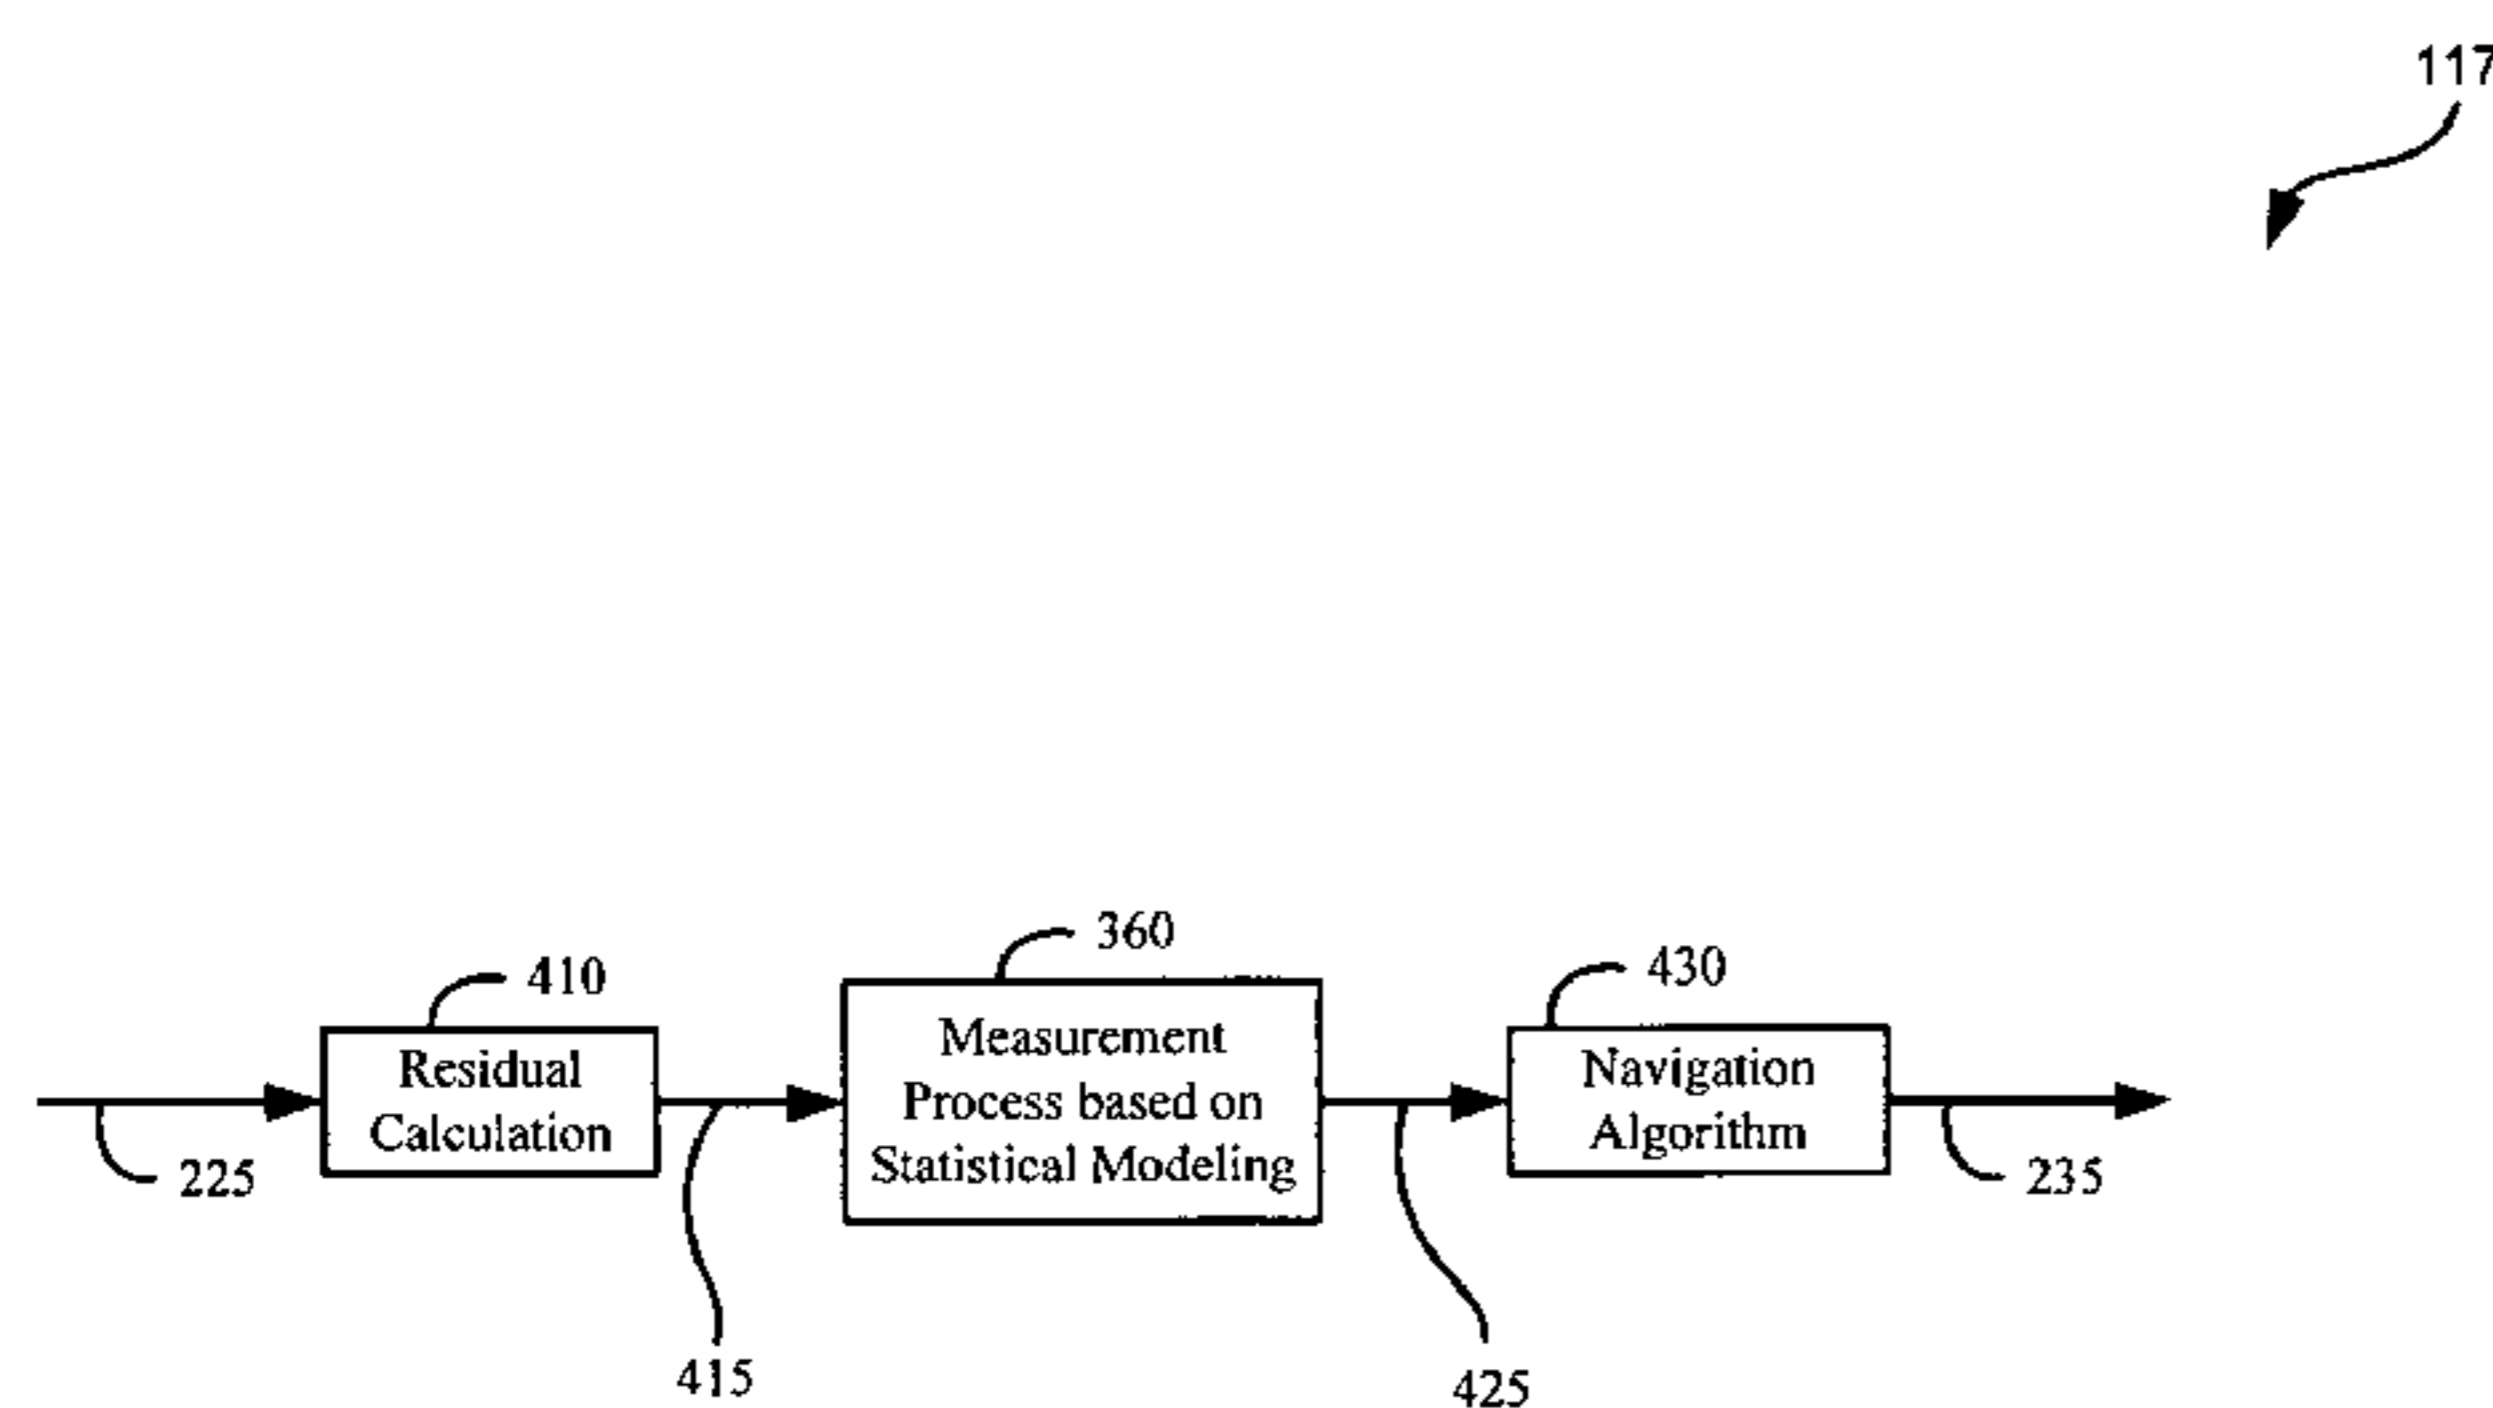 117
360
410
430
Residual
Calculation
Measurement
Process based on
Statistical Modeling
Navigation
Algorithm
225
235
415
425